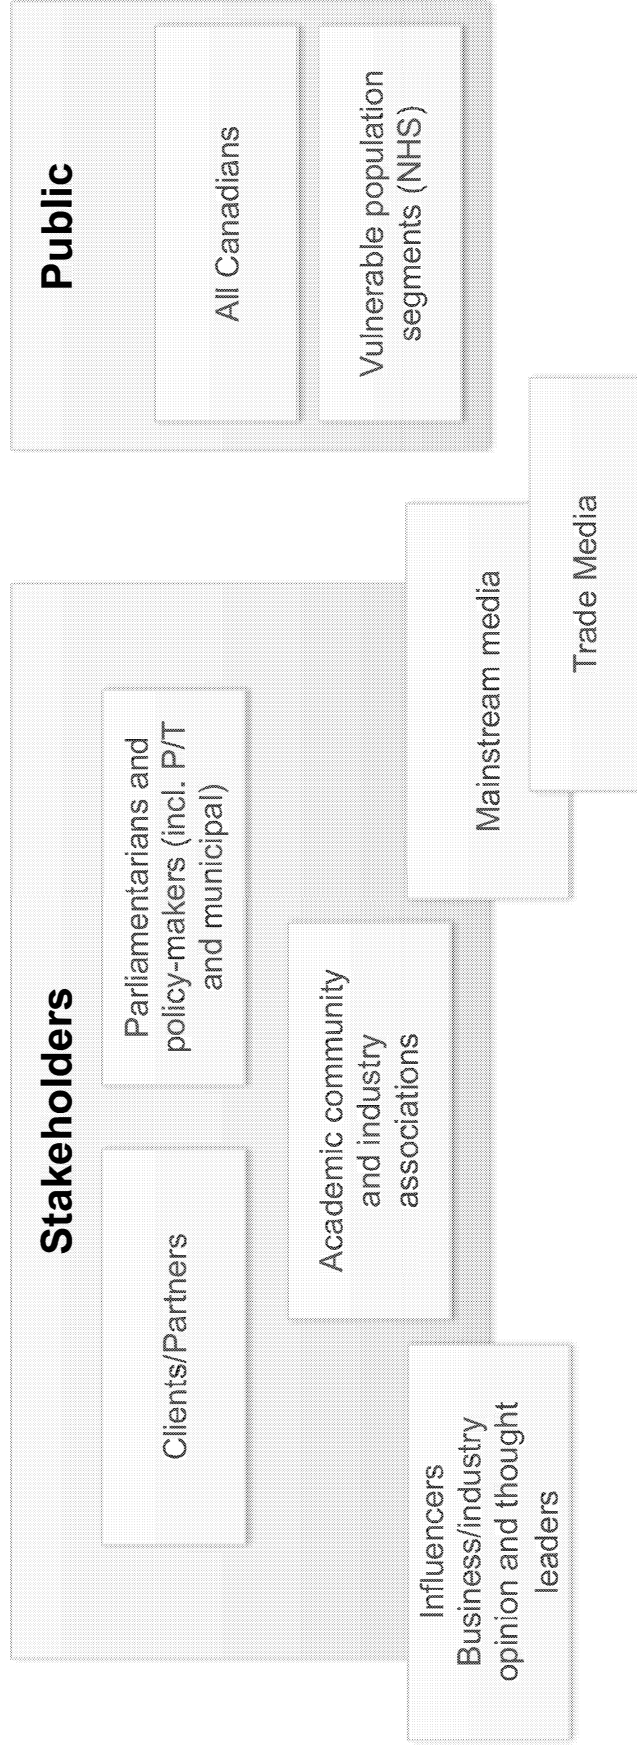 Stakeholders
Clients/Partners
Parliamentarians and
policy-makers (incl. P/T
and municipal)
Academic community
and industry
associations
Influencers
Business/industry
opinion and thought
leaders
Mainstream media
Trade Media
Public
All Canadians
Vulnerable population
segments (NHS)